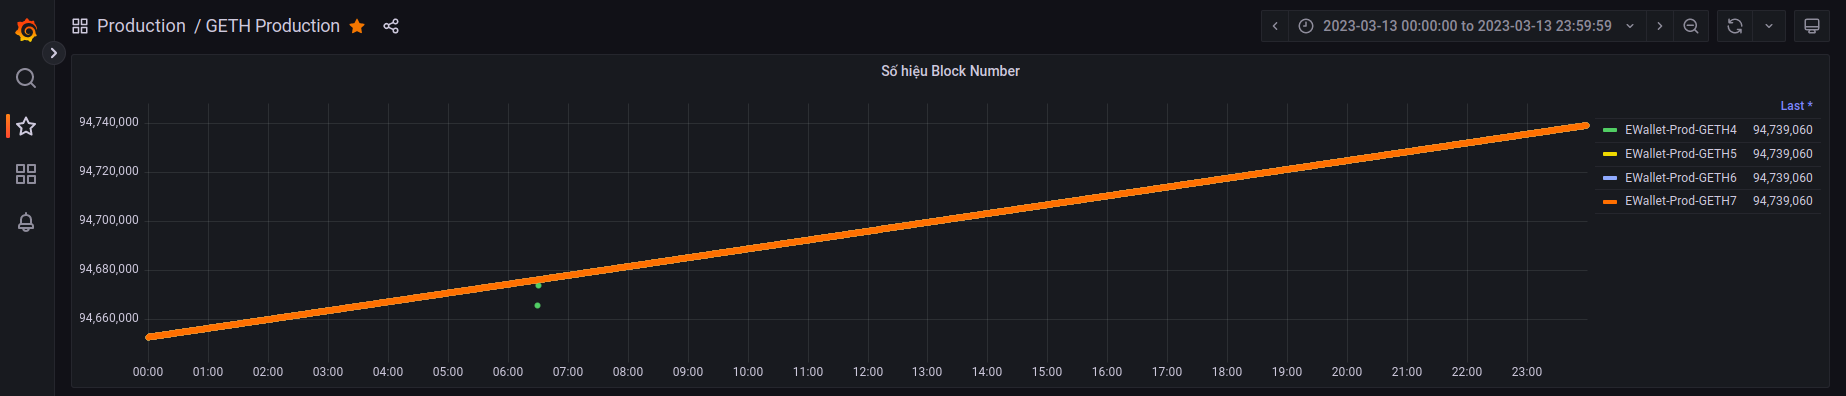 Production / GETH Production
2023-03-13 00:00:00 to 2023-03-13 23:59:59
Số hiệu Block Number
94,740,000
94,720,000
94,700,000
94,680,000
94,660,000
00:00 01:00 02:00 03:00 04:00 05:00 06:00 07:00 08:00 09:00 10:00 11:00 12:00 13:00 14:00 15:00 16:00 17:00 18:00 19:00 20:00 21:00 22:00 23:00
Last *
EWallet-Prod-GETH4 94,739,060
EWallet-Prod-GETH5 94,739,060
EWallet-Prod-GETH6 94,739,060
EWallet-Prod-GETH7 94,739,060